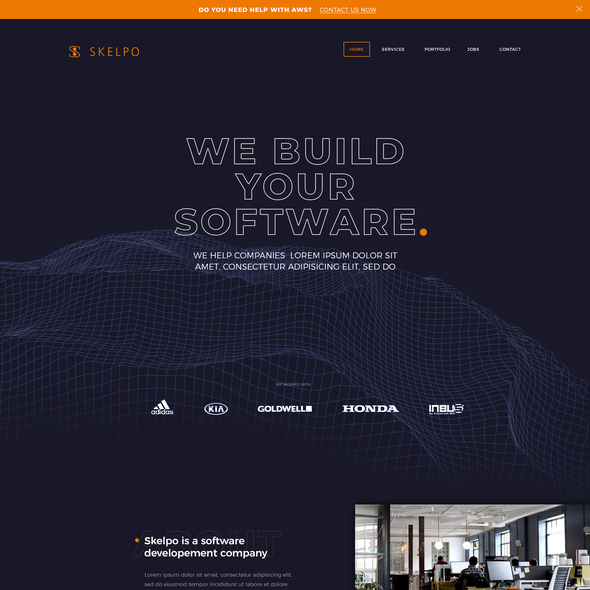 DO YOU NEED HELP WITH AWS? CONTACT US NOW
SKELPO
HOME SERVICES PORTFOLIO JOBS CONTACT
WE BUILD
YOUR
SOFTWARE.
WE HELP COMPANIES LOREM IPSUM DOLOR SIT
AMET, CONSECTETUR ADIPISICING ELIT, SED DO
WE WORKED WITH
adidas KIA GOLDWELL HONDA INBUS
ABOUT
Skelpo is a software
developement company
Lorem ipsum dolor sit amet, consectetur adipisicing elit,
sed do eiusmod tempor incididunt ut labore et dolore